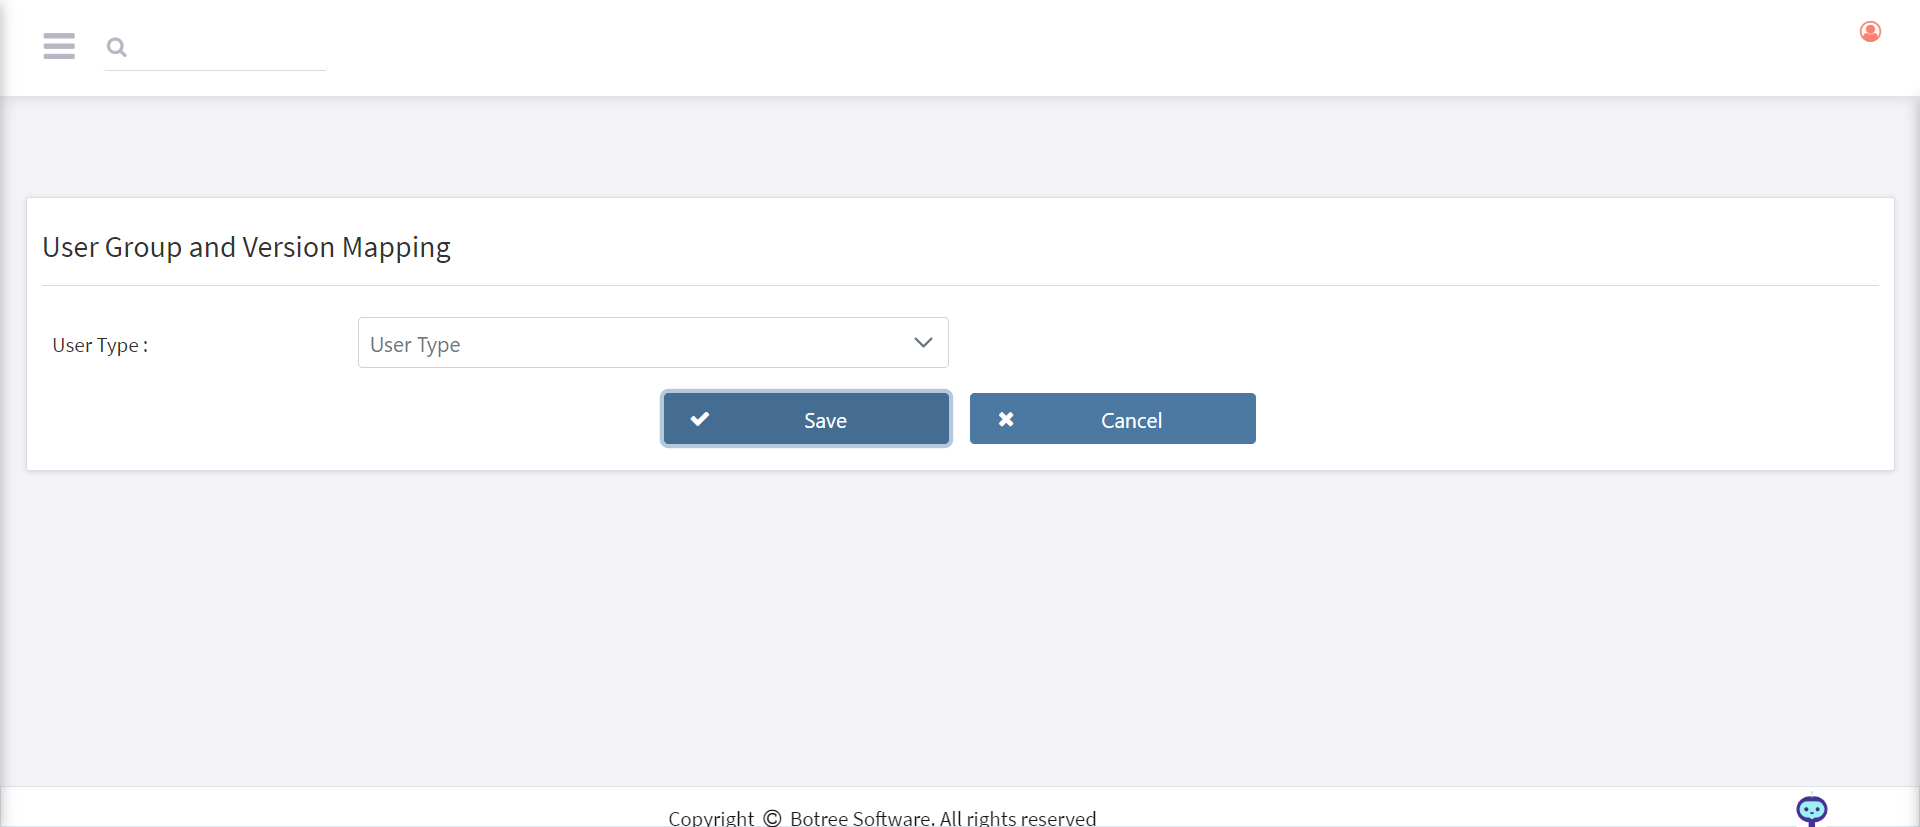 User Group and Version Mapping
User Type :
User Type
Save
Cancel
Copyright © Botree Software. All rights reserved